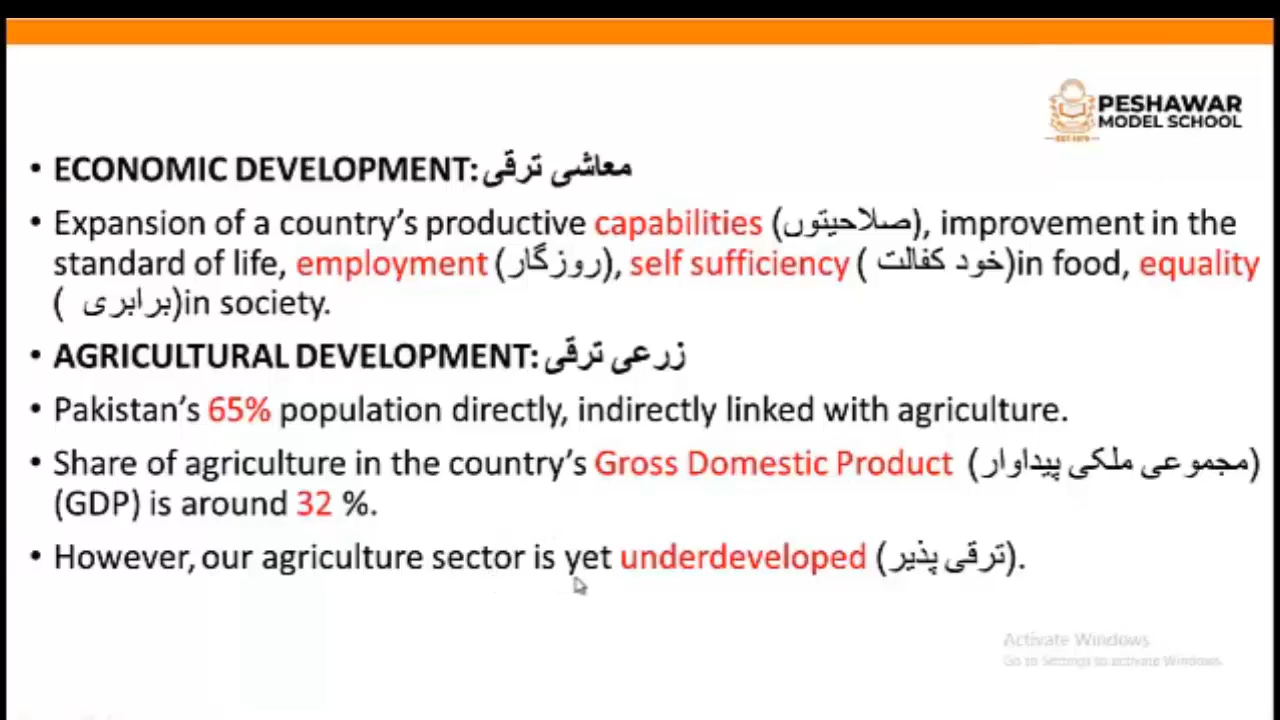 PESHAWAR
MODEL SCHOOL
• ECONOMIC DEVELOPMENT: معاشی ترقی
• Expansion of a country's productive capabilities (صلاحیتوں), improvement in the
standard of life, employment (روزگار), self sufficiency ( خود کفالت)in food, equality
( برابری)in society.
• AGRICULTURAL DEVELOPMENT: زرعی ترقی
• Pakistan's 65% population directly, indirectly linked with agriculture.
• Share of agriculture in the country's Gross Domestic Product (مجموعی ملکی پیداوار)
(GDP) is around 32 %.
• However, our agriculture sector is yet underdeveloped (ترقی پذیر).
Activate Windows
Go to Settings to activate Windows.